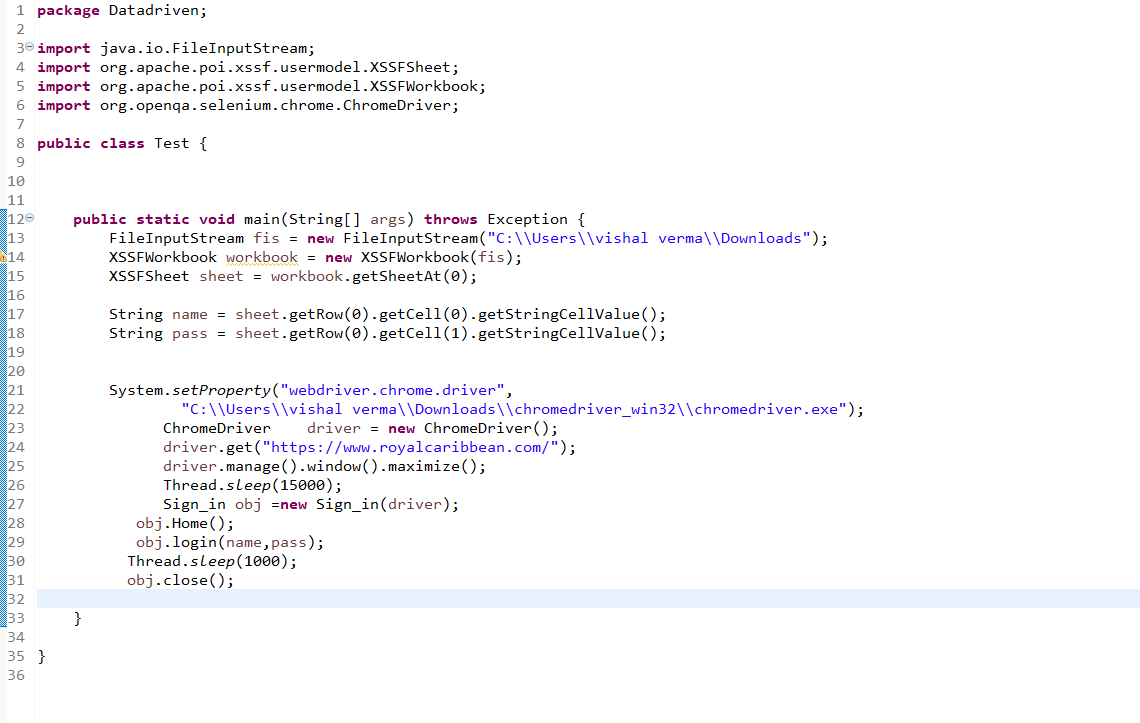 1 package Datadriven;
2
3 import java.io.FileInputStream;
4 import org.apache.poi.xssf.usermodel.XSSFSheet;
5 import org.apache.poi.xssf.usermodel.XSSFWorkbook;
6 import org.openqa.selenium.chrome.ChromeDriver;
7
8 public class Test {
9
10
11
12     public static void main(String[] args) throws Exception {
13         FileInputStream fis = new FileInputStream("C:\\Users\\vishal verma\\Downloads");
14         XSSFWorkbook workbook = new XSSFWorkbook(fis);
15         XSSFSheet sheet = workbook.getSheetAt(0);
16
17         String name = sheet.getRow(0).getCell(0).getStringCellValue();
18         String pass = sheet.getRow(0).getCell(1).getStringCellValue();
19
20
21         System.setProperty("webdriver.chrome.driver",
22                 "C:\\Users\\vishal verma\\Downloads\\chromedriver_win32\\chromedriver.exe");
23               ChromeDriver    driver = new ChromeDriver();
24               driver.get("https://www.royalcaribbean.com/");
25               driver.manage().window().maximize();
26               Thread.sleep(15000);
27               Sign_in obj =new Sign_in(driver);
28            obj.Home();
29            obj.login(name,pass);
30           Thread.sleep(1000);
31           obj.close();
32
33     }
34
35 }
36